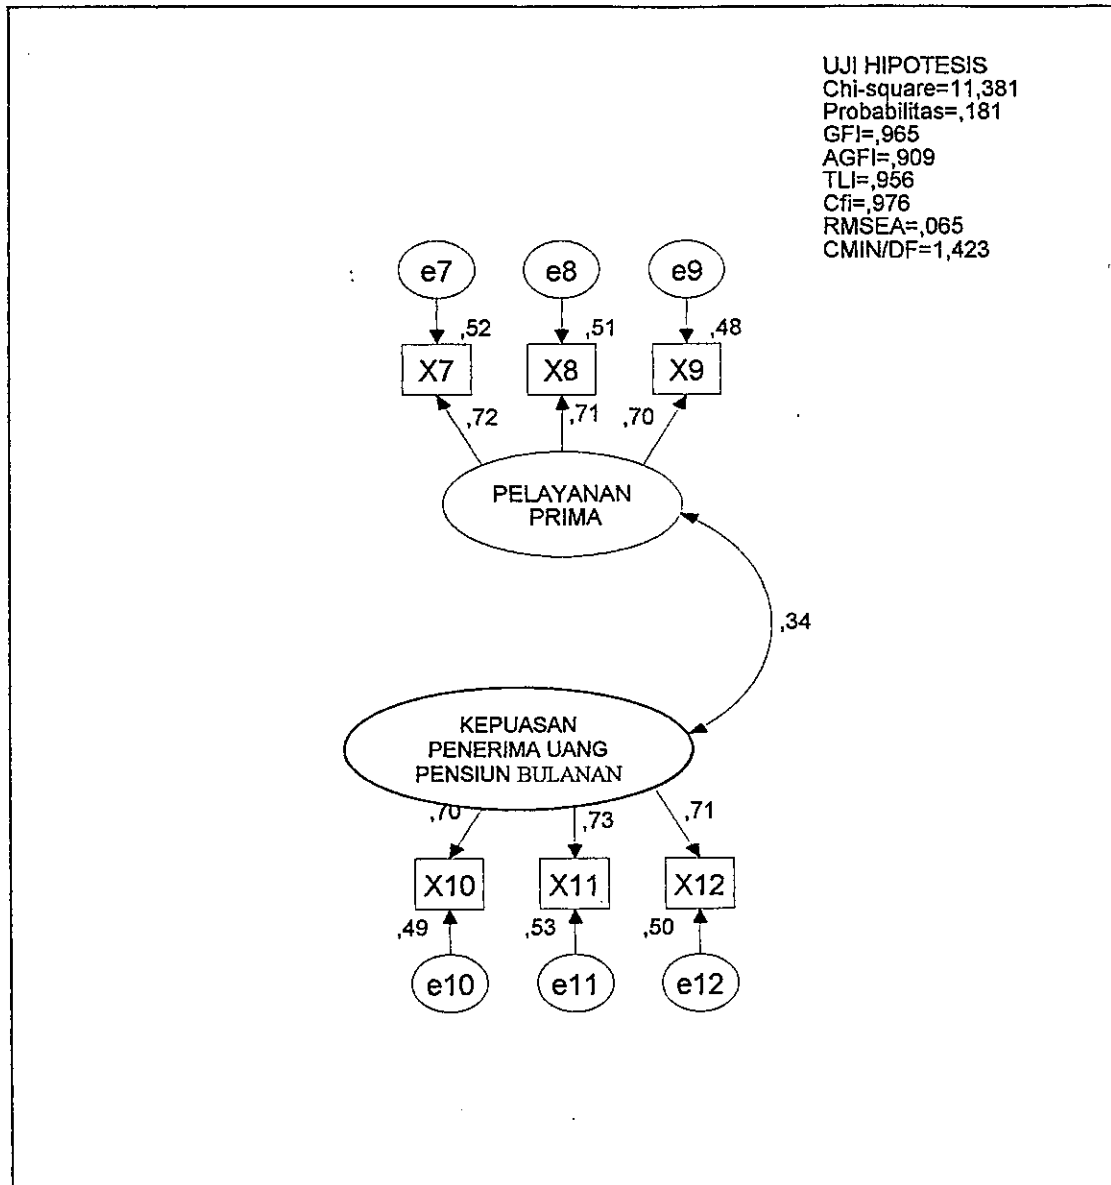 UJI HIPOTESIS
Chi-square=11,381
Probabilitas=,181
GFI=,965
AGFI=,909
TLI=,956
Cfi=,976
RMSEA=,065
CMIN/DF=1,423
e7 e8 e9
,52 ,51 ,48
X7 X8 X9
,72 ,71 ,70
PELAYANAN
PRIMA
,34
KEPUASAN
PENERIMA UANG
PENSIUN BULANAN
,70 ,73 ,71
X10 X11 X12
,49 ,53 ,50
e10 e11 e12